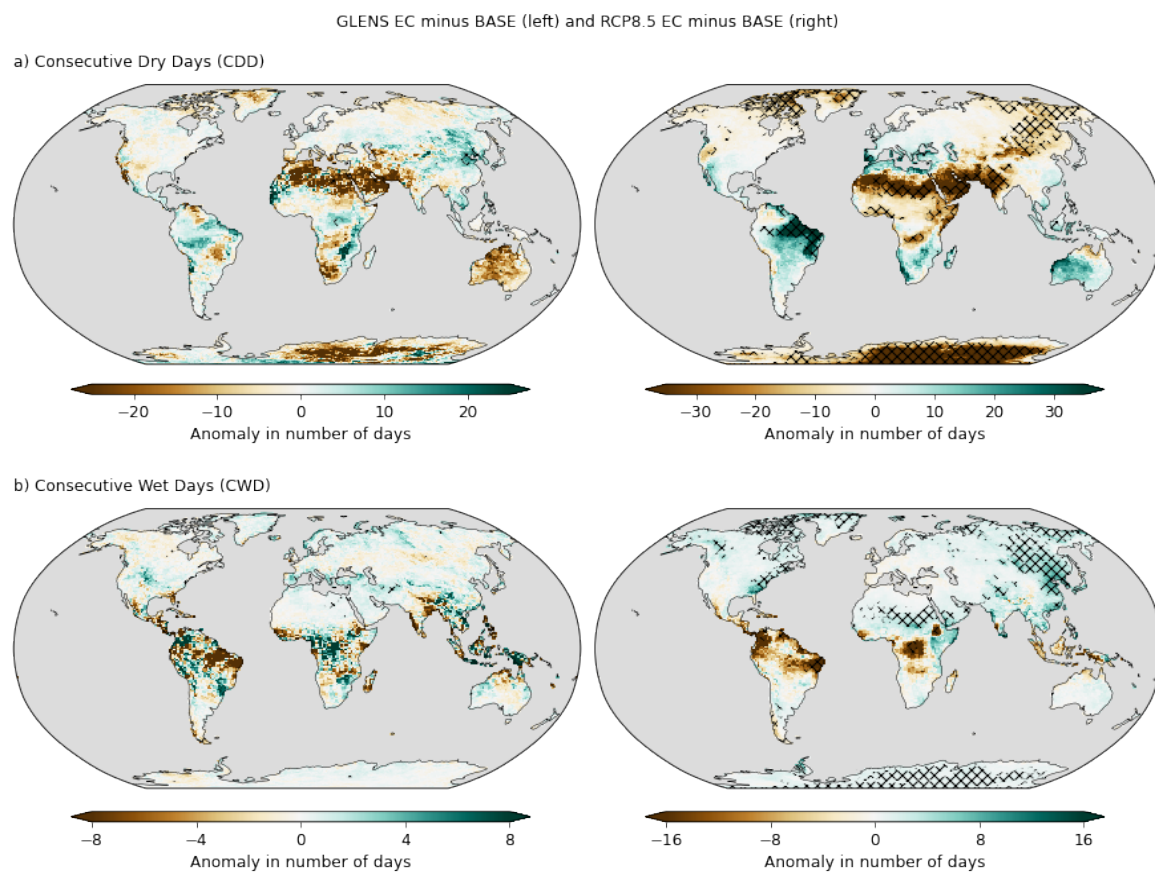 GLENS EC minus BASE (left) and RCP8.5 EC minus BASE (right)
a) Consecutive Dry Days (CDD)
−20 −10 0 10 20
Anomaly in number of days
−30 −20 −10 0 10 20 30
Anomaly in number of days
b) Consecutive Wet Days (CWD)
−8 −4 0 4 8
Anomaly in number of days
−16 −8 0 8 16
Anomaly in number of days